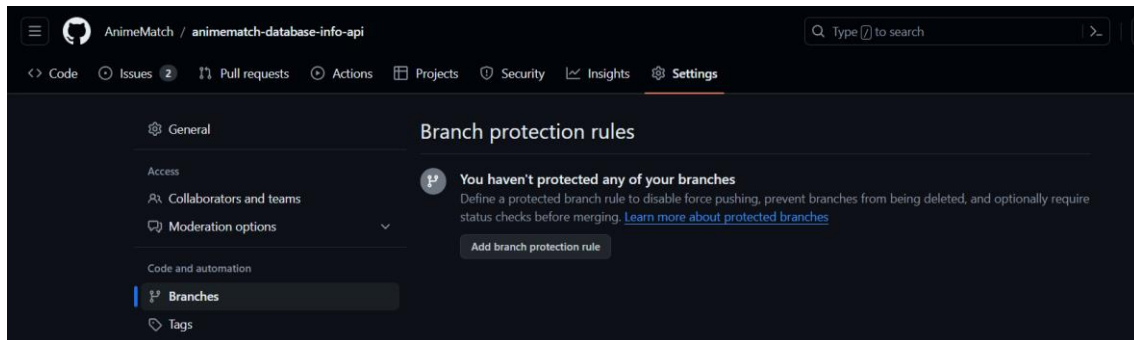 AnimeMatch / animematch-database-info-api
Type / to search
Code Issues 2 Pull requests Actions Projects Security Insights Settings
General
Access
Collaborators and teams
Moderation options
Code and automation
Branches
Tags
Branch protection rules
You haven't protected any of your branches
Define a protected branch rule to disable force pushing, prevent branches from being deleted, and optionally require
status checks before merging. Learn more about protected branches
Add branch protection rule